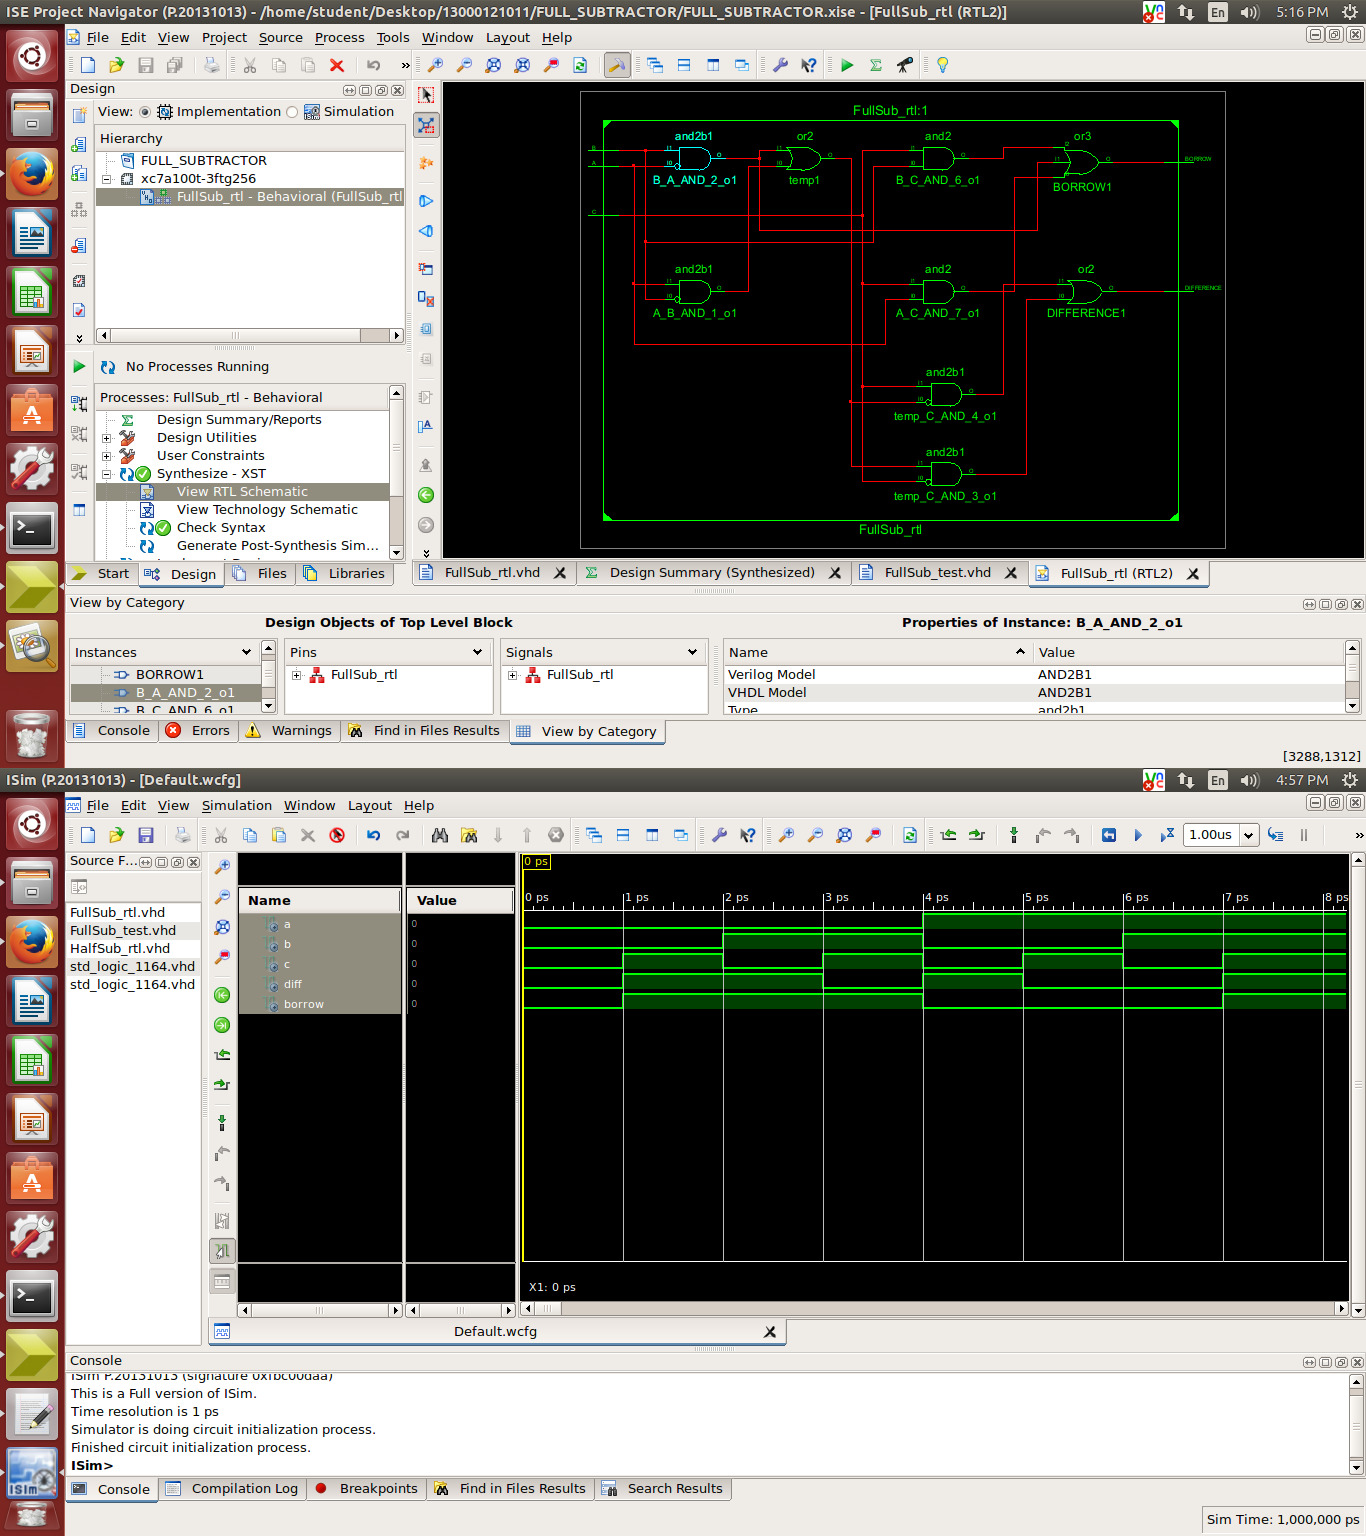 ISE Project Navigator (P.20131013) - /home/student/Desktop/13000121011/FULL_SUBTRACTOR/FULL_SUBTRACTOR.xise - [FullSub_rtl (RTL2)]
En 5:16 PM
File Edit View Project Source Process Tools Window Layout Help
Design
View: Implementation Simulation
Hierarchy
FULL_SUBTRACTOR
xc7a100t-3ftg256
FullSub_rtl - Behavioral (FullSub_rtl
No Processes Running
Processes: FullSub_rtl - Behavioral
Design Summary/Reports
Design Utilities
User Constraints
Synthesize - XST
View RTL Schematic
View Technology Schematic
Check Syntax
Generate Post-Synthesis Sim...
Start Design Files Libraries
FullSub_rtl:1
and2b1 or2 and2 or3
B_A_AND_2_o1 temp1 B_C_AND_6_o1 BORROW1
B
A
C
BORROW
and2b1 and2 or2
A_B_AND_1_o1 A_C_AND_7_o1 DIFFERENCE1
DIFFERENCE
and2b1
temp_C_AND_4_o1
and2b1
temp_C_AND_3_o1
FullSub_rtl
FullSub_rtl.vhd Design Summary (Synthesized) FullSub_test.vhd FullSub_rtl (RTL2)
View by Category
Design Objects of Top Level Block Properties of Instance: B_A_AND_2_o1
Instances Pins Signals Name Value
BORROW1 FullSub_rtl FullSub_rtl Verilog Model AND2B1
B_A_AND_2_o1 VHDL Model AND2B1
B_C_AND_6_o1 Type and2b1
Console Errors Warnings Find in Files Results View by Category
[3288,1312]
ISim (P.20131013) - [Default.wcfg]
En 4:57 PM
File Edit View Simulation Window Layout Help
1.00us
Source F...
FullSub_rtl.vhd
FullSub_test.vhd
HalfSub_rtl.vhd
std_logic_1164.vhd
std_logic_1164.vhd
0 ps
Name Value 0 ps 1 ps 2 ps 3 ps 4 ps 5 ps 6 ps 7 ps 8 ps
a 0
b 0
c 0
diff 0
borrow 0
X1: 0 ps
Default.wcfg
Console
ISim P.20131013 (signature 0xfbc00daa)
This is a Full version of ISim.
Time resolution is 1 ps
Simulator is doing circuit initialization process.
Finished circuit initialization process.
ISim>
Console Compilation Log Breakpoints Find in Files Results Search Results
Sim Time: 1,000,000 ps